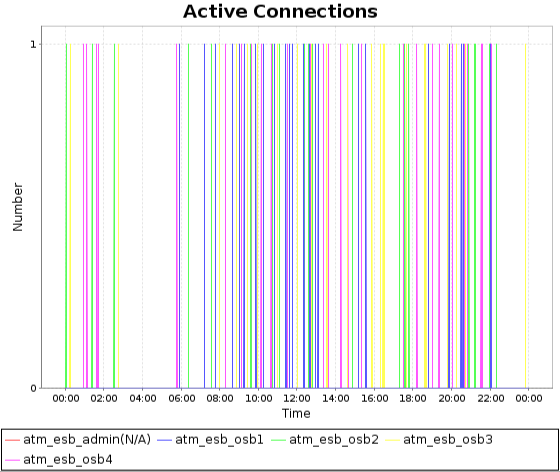 Active Connections
1
Number
0
00:00 02:00 04:00 06:00 08:00 10:00 12:00 14:00 16:00 18:00 20:00 22:00 00:00
Time
atm_esb_admin(N/A) atm_esb_osb1 atm_esb_osb2 atm_esb_osb3
atm_esb_osb4